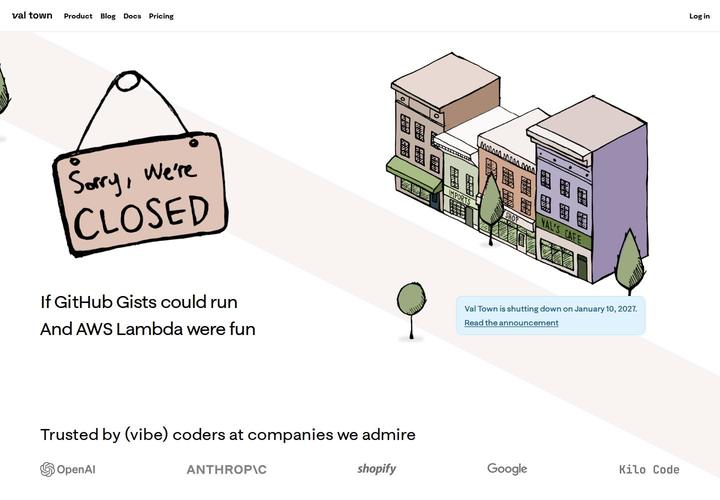 val town
Product
Blog
Docs
Pricing
Log in
Sorry, We're
CLOSED
IMPORTS
VAL'S CAFE
If GitHub Gists could run
And AWS Lambda were fun
Val Town is shutting down on January 10, 2027.
Read the announcement
Trusted by (vibe) coders at companies we admire
OpenAI
ANTHROP\C
shopify
Google
Kilo Code